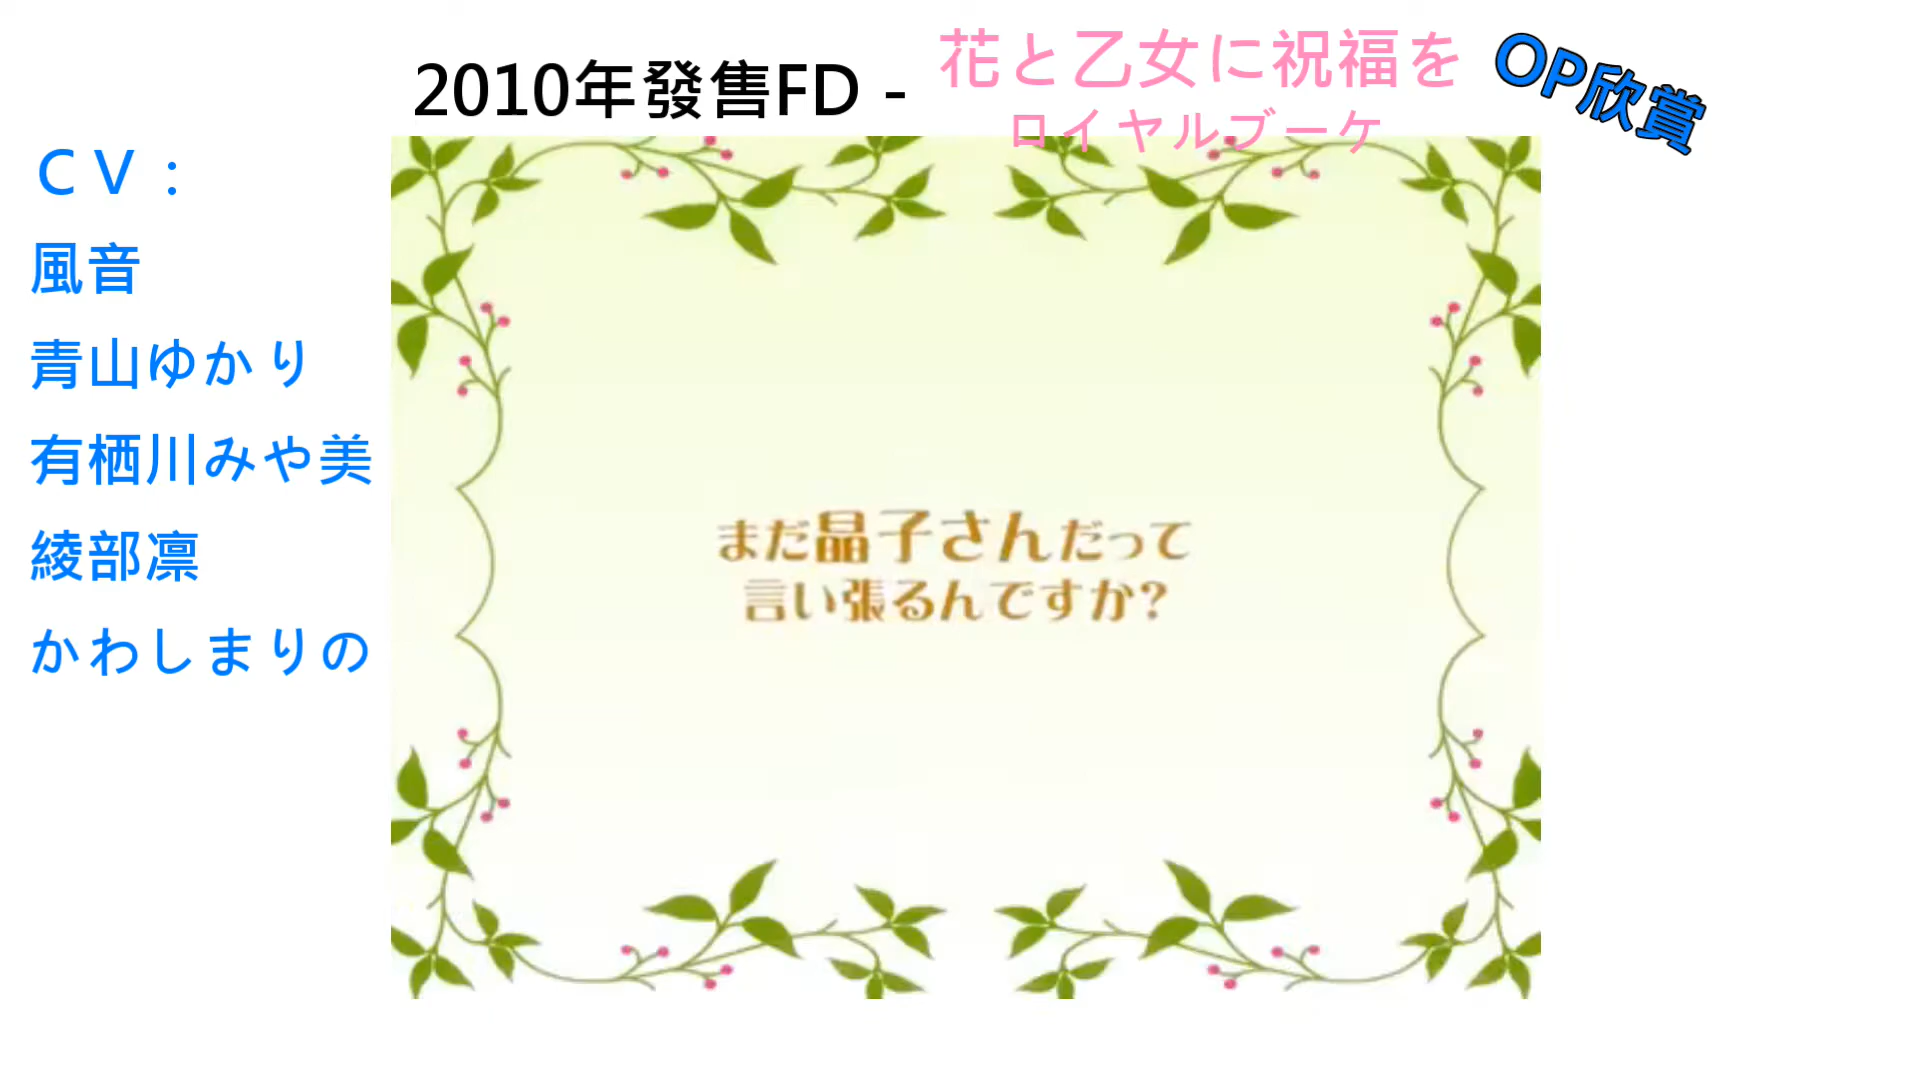 2010年發售FD -
花と乙女に祝福を
ロイヤルブーケ
OP欣賞
ＣＶ：
風音
青山ゆかり
有栖川みや美
綾部凛
かわしまりの
まだ晶子さんだって
言い張るんですか?